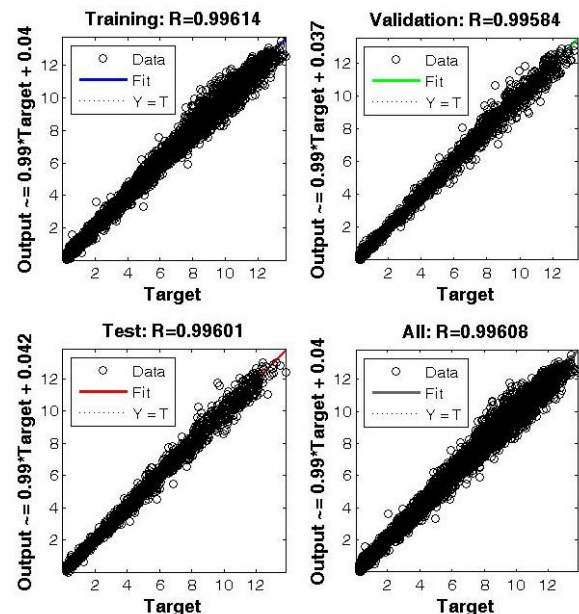 Training: R=0.99614
Output ~= 0.99*Target + 0.04
Data
Fit
Y = T
12
10
8
6
4
2
2 4 6 8 10 12
Target
Validation: R=0.99584
Output ~= 0.99*Target + 0.037
Data
Fit
Y = T
12
10
8
6
4
2
2 4 6 8 10 12
Target
Test: R=0.99601
Output ~= 0.99*Target + 0.042
Data
Fit
Y = T
12
10
8
6
4
2
2 4 6 8 10 12
Target
All: R=0.99608
Output ~= 0.99*Target + 0.04
Data
Fit
Y = T
12
10
8
6
4
2
2 4 6 8 10 12
Target